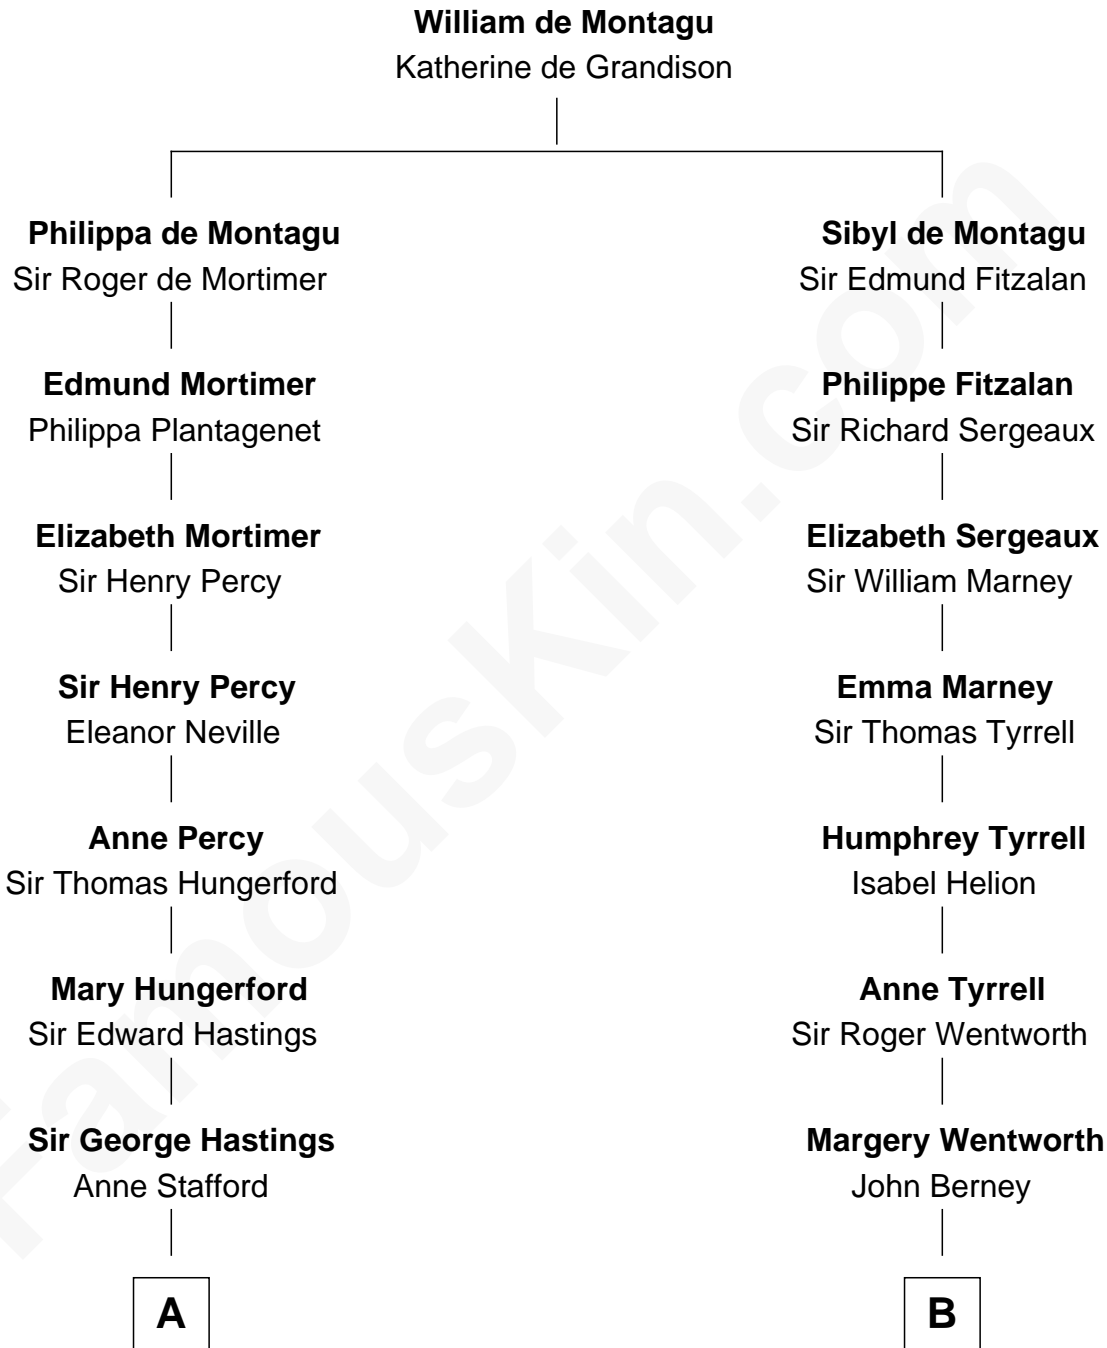 William de Montagu
Katherine de Grandison
Philippa de Montagu
Sir Roger de Mortimer
Sibyl de Montagu
Sir Edmund Fitzalan
Edmund Mortimer
Philippa Plantagenet
Philippe Fitzalan
Sir Richard Sergeaux
Elizabeth Mortimer
Sir Henry Percy
Elizabeth Sergeaux
Sir William Marney
Sir Henry Percy
Eleanor Neville
Emma Marney
Sir Thomas Tyrrell
Anne Percy
Sir Thomas Hungerford
Humphrey Tyrrell
Isabel Helion
Mary Hungerford
Sir Edward Hastings
Anne Tyrrell
Sir Roger Wentworth
Sir George Hastings
Anne Stafford
Margery Wentworth
John Berney
A
B
FamousKin.com